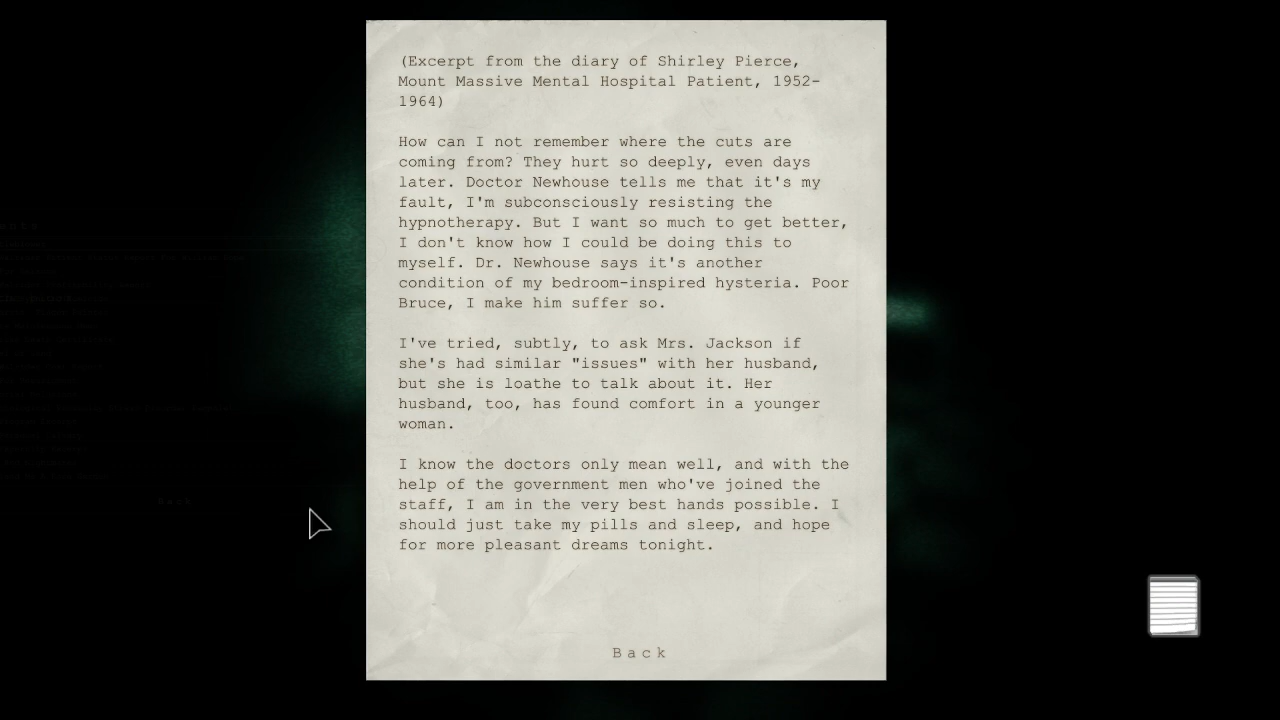 (Excerpt from the diary of Shirley Pierce,
Mount Massive Mental Hospital Patient, 1952-
1964)
How can I not remember where the cuts are
coming from? They hurt so deeply, even days
later. Doctor Newhouse tells me that it's my
fault, I'm subconsciously resisting the
hypnotherapy. But I want so much to get better,
I don't know how I could be doing this to
myself. Dr. Newhouse says it's another
condition of my bedroom-inspired hysteria. Poor
Bruce, I make him suffer so.
I've tried, subtly, to ask Mrs. Jackson if
she's had similar "issues" with her husband,
but she is loathe to talk about it. Her
husband, too, has found comfort in a younger
woman.
I know the doctors only mean well, and with the
help of the government men who've joined the
staff, I am in the very best hands possible. I
should just take my pills and sleep, and hope
for more pleasant dreams tonight.
Back
Back